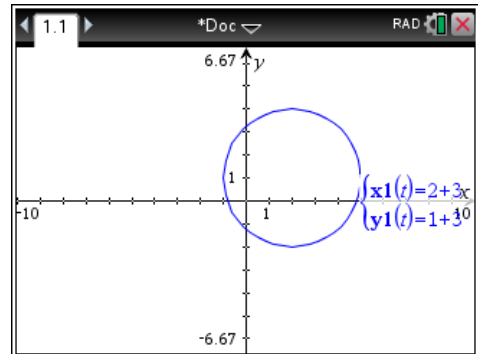 1.1 *Doc RAD
6.67 y
1
x1(t)=2+3 x
-10 1 y1(t)=1+3 10
-6.67